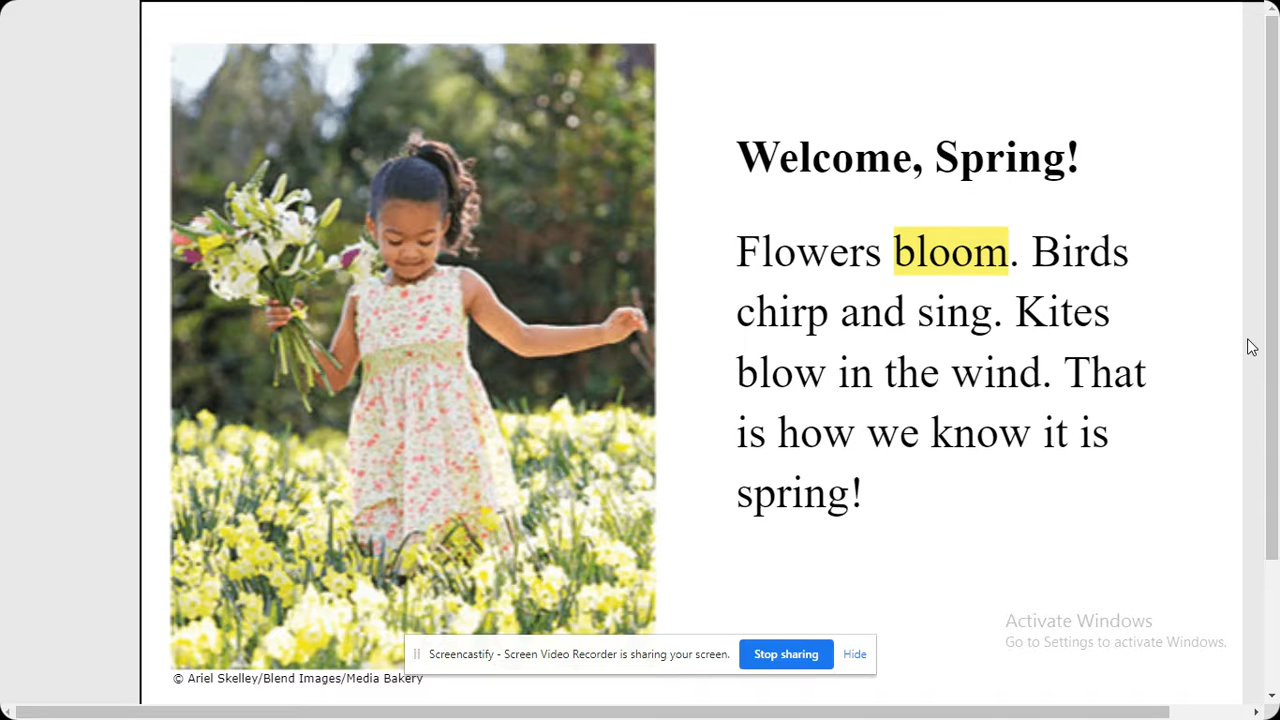 Welcome, Spring!
Flowers bloom. Birds
chirp and sing. Kites
blow in the wind. That
is how we know it is
spring!
Activate Windows
Go to Settings to activate Windows.
Screencastify - Screen Video Recorder is sharing your screen.
Stop sharing
Hide
© Ariel Skelley/Blend Images/Media Bakery